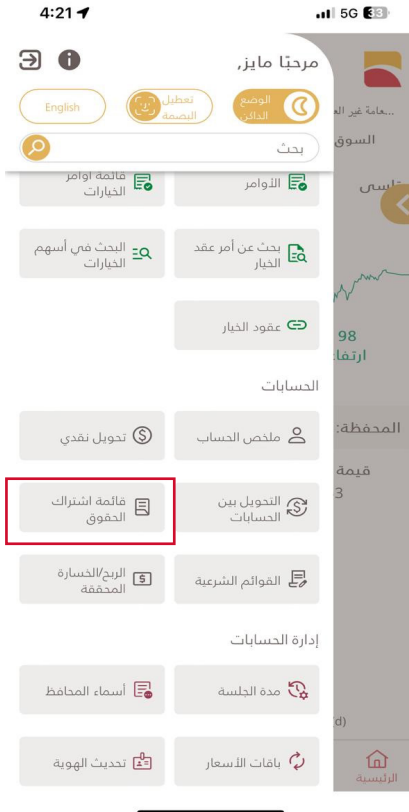 4:21
5G 33
مرحبًا مايز,
الوضع
الداكن
تعطيل
البصمة
English
بحث
الأوامر
قائمة أوامر
الخيارات
بحث عن أمر عقد
الخيار
البحث في أسهم
الخيارات
عقود الخيار
الحسابات
ملخص الحساب
تحويل نقدي
التحويل بين
الحسابات
قائمة اشتراك
الحقوق
القوائم الشرعية
الربح/الخسارة
المحققة
إدارة الحسابات
مدة الجلسة
أسماء المحافظ
باقات الأسعار
تحديث الهوية
السوق
تاسي
98
ارتفا
المحفظة:
قيمة
3
d)
الرئيسية